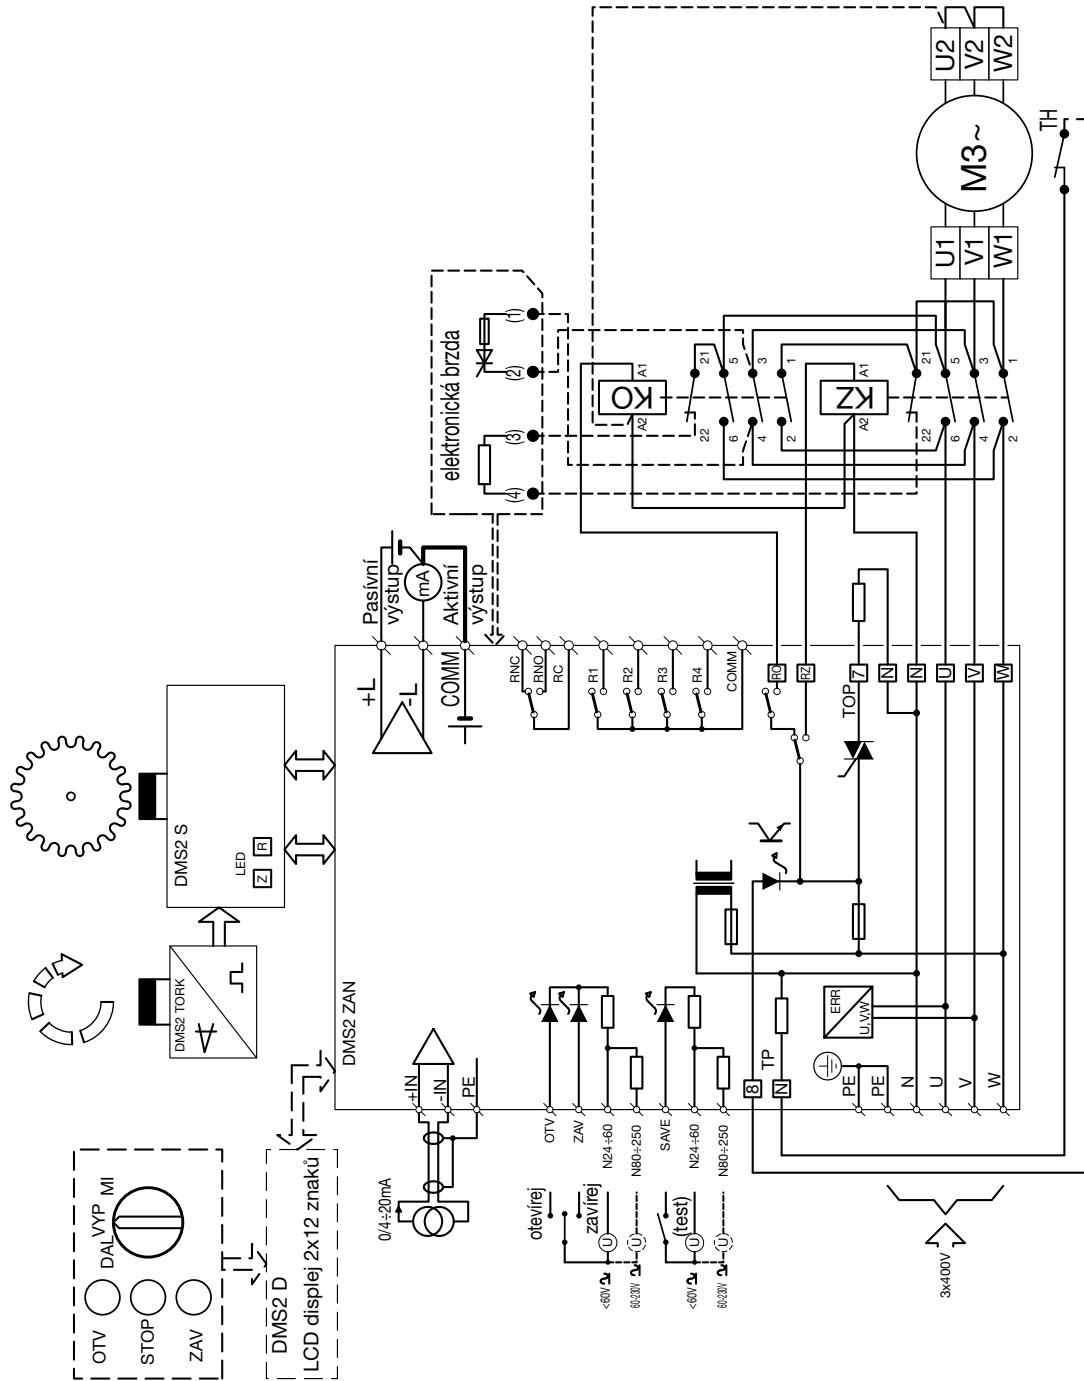 DMS2 S
LED
Z
R
DMS2 TORK
DMS2 ZAN
OTV
STOP
ZAV
DAL
VYP
MI
DMS2 D
LCD displej 2x12 znaků
0/4÷20mA
+IN
-IN
PE
OTV
ZAV
N24÷60
N80÷250
SAVE
N24÷60
N80÷250
otevírej
zavírej
(test)
U
U
U
U
<60V
60-230V
<60V
60-230V
8
N
TP
ERR
U,V,W
PE
PE
N
U
V
W
3x400V
+L
-L
COMM
Pasívní
výstup
mA
Aktivní
výstup
RNC
RNO
RC
R1
R2
R3
R4
COMM
RO
RZ
TOP
7
N
N
U
V
W
elektronická brzda
(1)
(2)
(3)
(4)
KO
A1
A2
21
5
3
1
22
6
4
2
KZ
A1
A2
21
5
3
1
22
6
4
2
U1
V1
W1
M3~
U2
V2
W2
TH